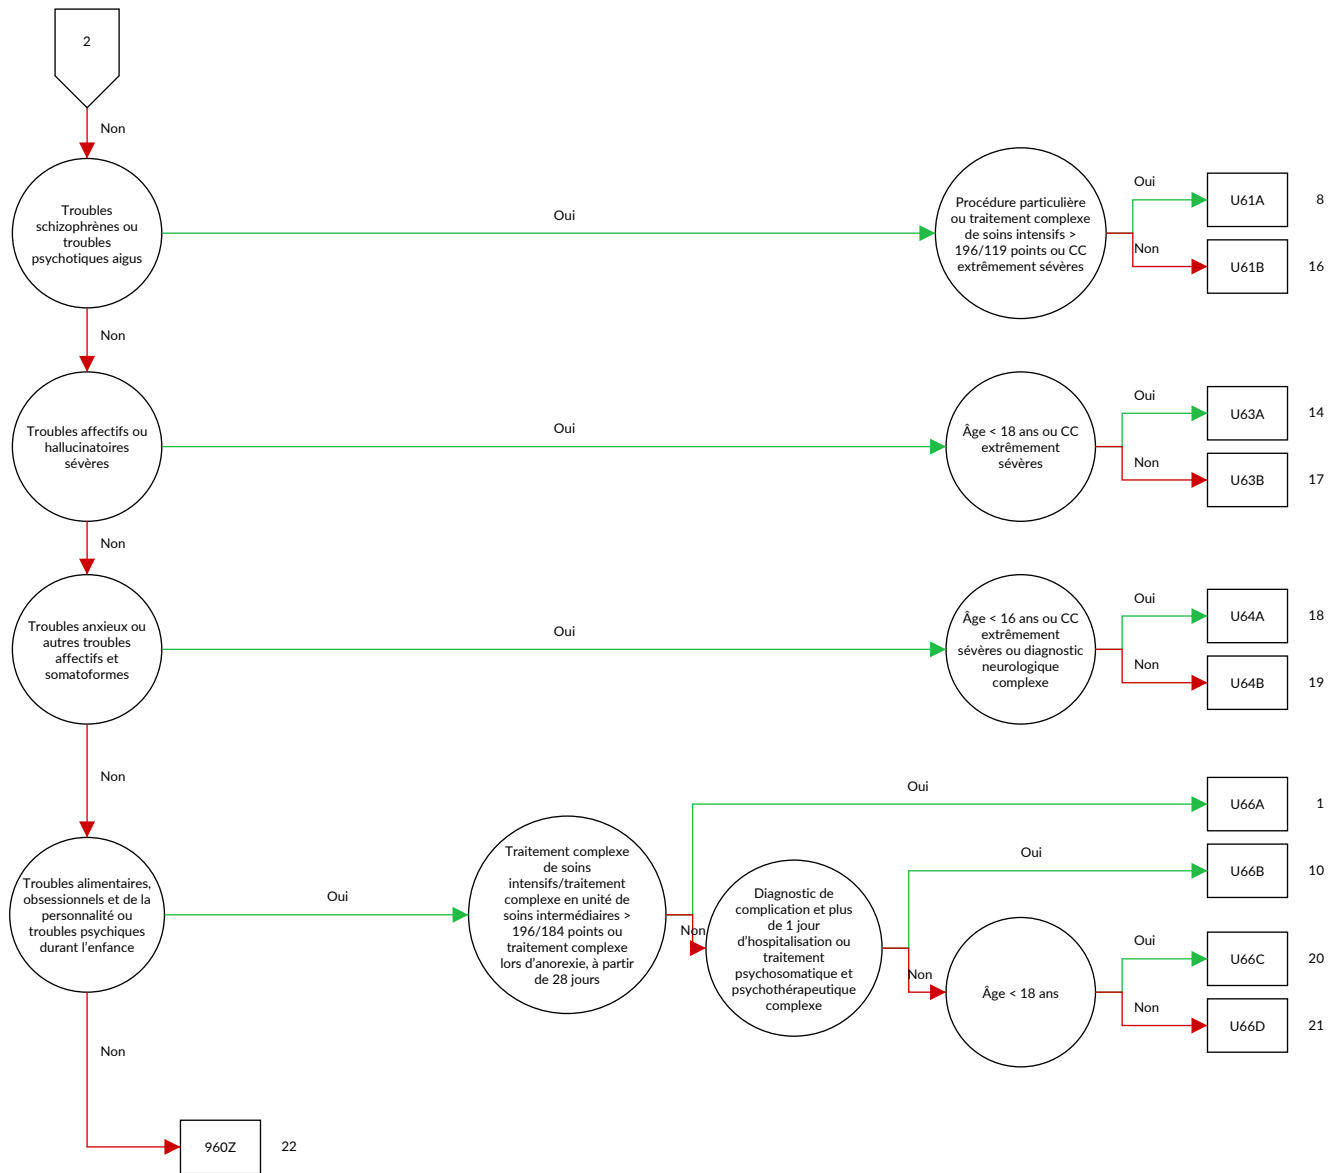 2
Non
Troubles
schizophrènes ou
troubles
psychotiques aigus
Oui
Procédure particulière
ou traitement complexe
de soins intensifs >
196/119 points ou CC
extrêmement sévères
Oui
U61A
8
Non
U61B
16
Non
Troubles affectifs ou
hallucinatoires
sévères
Oui
Âge < 18 ans ou CC
extrêmement
sévères
Oui
U63A
14
Non
U63B
17
Non
Troubles anxieux ou
autres troubles
affectifs et
somatoformes
Oui
Âge < 16 ans ou CC
extrêmement
sévères ou diagnostic
neurologique
complexe
Oui
U64A
18
Non
U64B
19
Non
Troubles alimentaires,
obsessionnels et de la
personnalité ou
troubles psychiques
durant l'enfance
Oui
Traitement complexe
de soins
intensifs/traitement
complexe en unité de
soins intermédiaires >
196/184 points ou
traitement complexe
lors d'anorexie, à partir
de 28 jours
Oui
U66A
1
Non
Diagnostic de
complication et plus
de 1 jour
d'hospitalisation ou
traitement
psychosomatique et
psychothérapeutique
complexe
Oui
U66B
10
Non
Âge < 18 ans
Oui
U66C
20
Non
U66D
21
Non
960Z
22